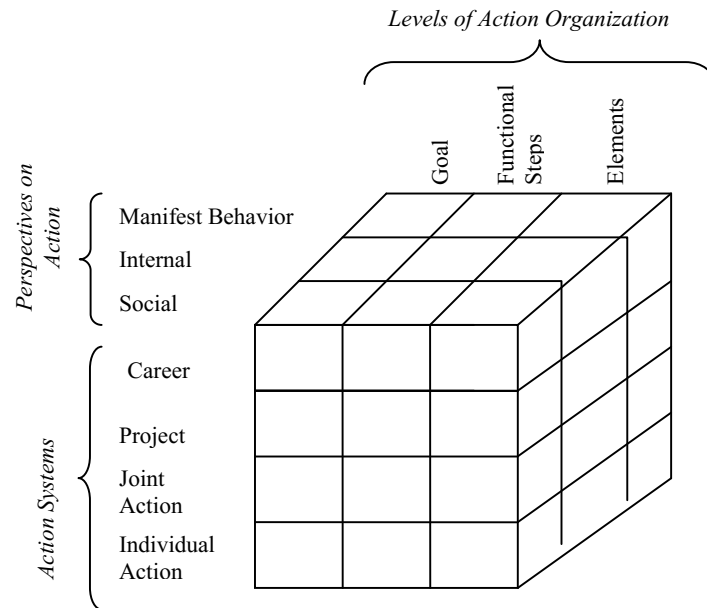 Levels of Action Organization
Goal
Functional
Steps
Elements
Perspectives on
Action
Manifest Behavior
Internal
Social
Action Systems
Career
Project
Joint
Action
Individual
Action